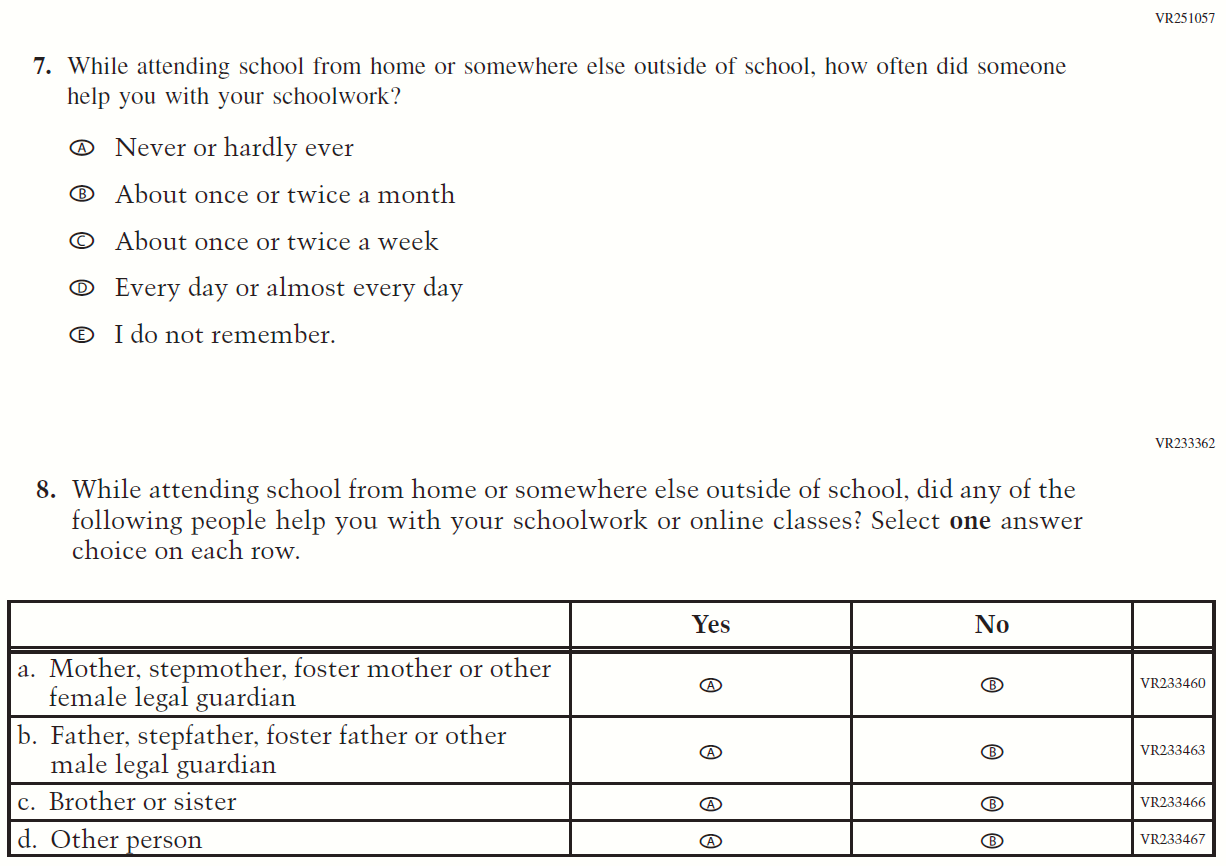 VR251057
7. While attending school from home or somewhere else outside of school, how often did someone
help you with your schoolwork?
A Never or hardly ever
B About once or twice a month
C About once or twice a week
D Every day or almost every day
E I do not remember.
VR233362
8. While attending school from home or somewhere else outside of school, did any of the
following people help you with your schoolwork or online classes? Select one answer
choice on each row.
Yes No
a. Mother, stepmother, foster mother or other
female legal guardian
A B VR233460
b. Father, stepfather, foster father or other
male legal guardian
A B VR233463
c. Brother or sister A B VR233466
d. Other person A B VR233467